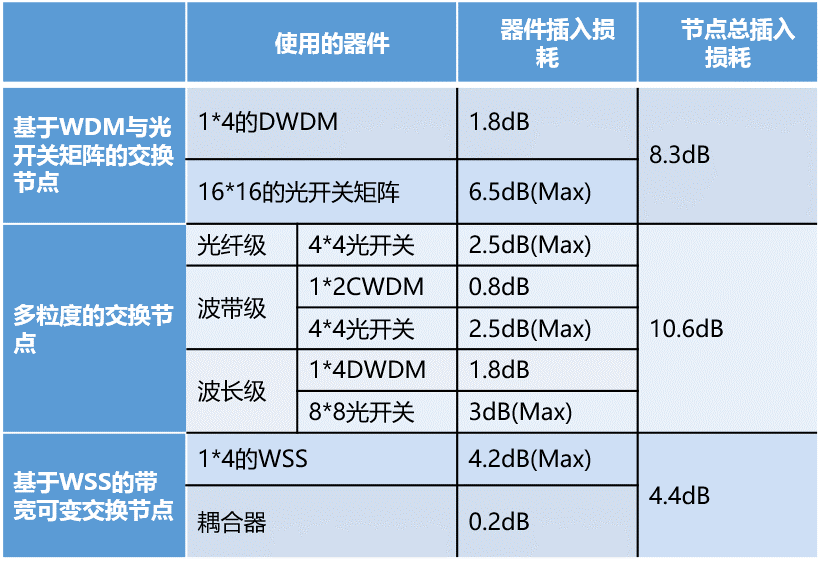 使用的器件
器件插入损
耗
节点总插入
损耗
基于WDM与光
开关矩阵的交换
节点
1*4的DWDM
1.8dB
8.3dB
16*16的光开关矩阵
6.5dB(Max)
多粒度的交换节
点
光纤级
4*4光开关
2.5dB(Max)
10.6dB
波带级
1*2CWDM
0.8dB
4*4光开关
2.5dB(Max)
波长级
1*4DWDM
1.8dB
8*8光开关
3dB(Max)
基于WSS的带
宽可变交换节点
1*4的WSS
4.2dB(Max)
4.4dB
耦合器
0.2dB